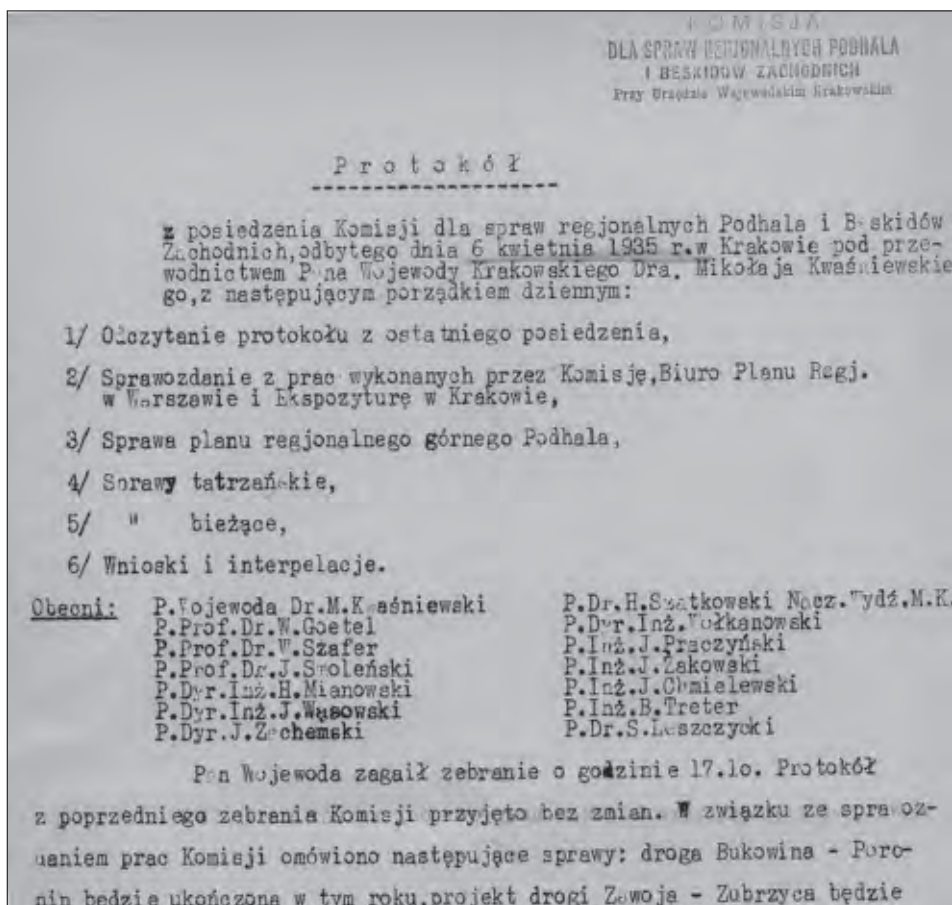 KOMISJA
DLA SPRAW REGJONALNYCH PODHALA
I BESKIDÓW ZACHODNICH
Przy Urzędzie Wojewódzkim Krakowskim
Protokół
z posiedzenia Komisji dla spraw regjonalnych Podhala i Beskidów
Zachodnich,odbytego dnia 6 kwietnia 1935 r.w Krakowie pod prze-
wodnictwem Pana Wojewody Krakowskiego Dra. Mikołaja Kwaśniewskie
go,z następującym porządkiem dziennym:
1/ Odczytanie protokołu z ostatniego posiedzenia,
2/ Sprawozdanie z prac wykonanych przez Komisję,Biuro Planu Regj.
w Warszawie i Ekspozyturę w Krakowie,
3/ Sprawa planu regjonalnego górnego Podhala,
4/ Sprawy tatrzańskie,
5/ " bieżące,
6/ Wnioski i interpelacje.
Obecni: P.Wojewoda Dr.M.Kwaśniewski
P.Prof.Dr.W.Goetel
P.Prof.Dr.W.Szafer
P.Prof.Dr.J.Smoleński
P.Dyr.Inż.H.Mianowski
P.Dyr.Inż.J.Wąsowski
P.Dyr.J.Zachemski
P.Dr.H.Szatkowski Nacz.Wydź.M.K.
P.Dyr.Inż.Wołkanowski
P.Inż.J.Praczyński
P.Inż.J.Żakowski
P.Inż.J.Chmielewski
P.Inż.B.Treter
P.Dr.S.Leszczycki
Pan Wojewoda zagaił zebranie o godzinie 17.1o. Protokół
z poprzedniego zebrania Komisji przyjęto bez zmian. W związku ze sprawoz-
daniem prac Komisji omówiono następujące sprawy: droga Bukowina - Poro-
nin będzie ukończona w tym roku,projekt drogi Zawoja - Zubrzyca będzie